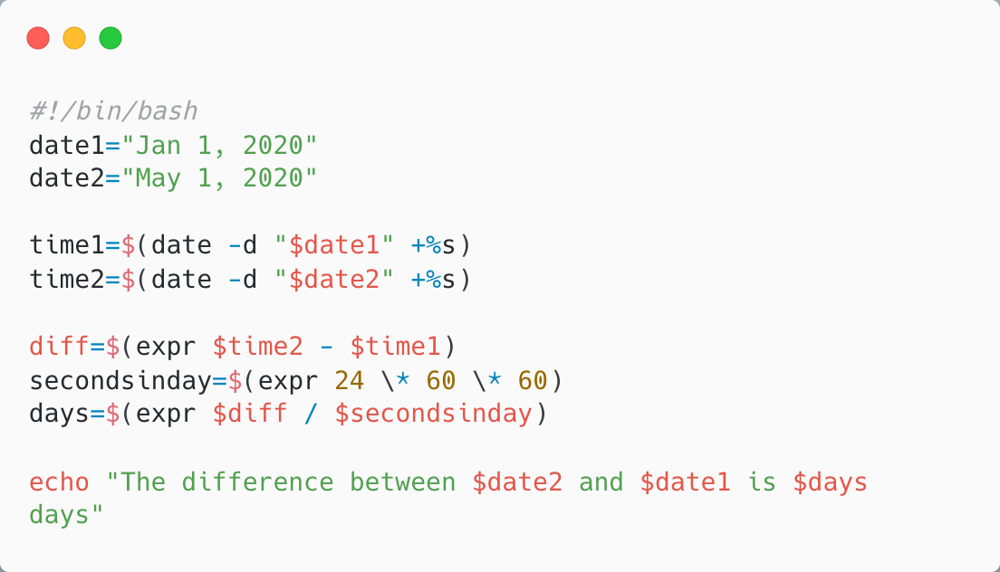 #!/bin/bash
date1="Jan 1, 2020"
date2="May 1, 2020"
time1=$(date -d "$date1" +%s)
time2=$(date -d "$date2" +%s)
diff=$(expr $time2 - $time1)
secondsinday=$(expr 24 \* 60 \* 60)
days=$(expr $diff / $secondsinday)
echo "The difference between $date2 and $date1 is $days
days"